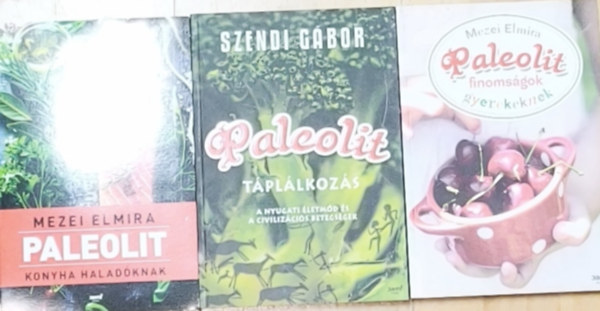 MEZEI ELMIRA
PALEOLIT
KONYHA HALADÓKNAK
SZENDI GÁBOR
Paleolit
TÁPLÁLKOZÁS
A NYUGATI ÉLETMÓD ÉS
A CIVILIZÁCIÓS BETEGSÉGEK
Mezei Elmira
Paleolit
finomságok
gyerekeknek